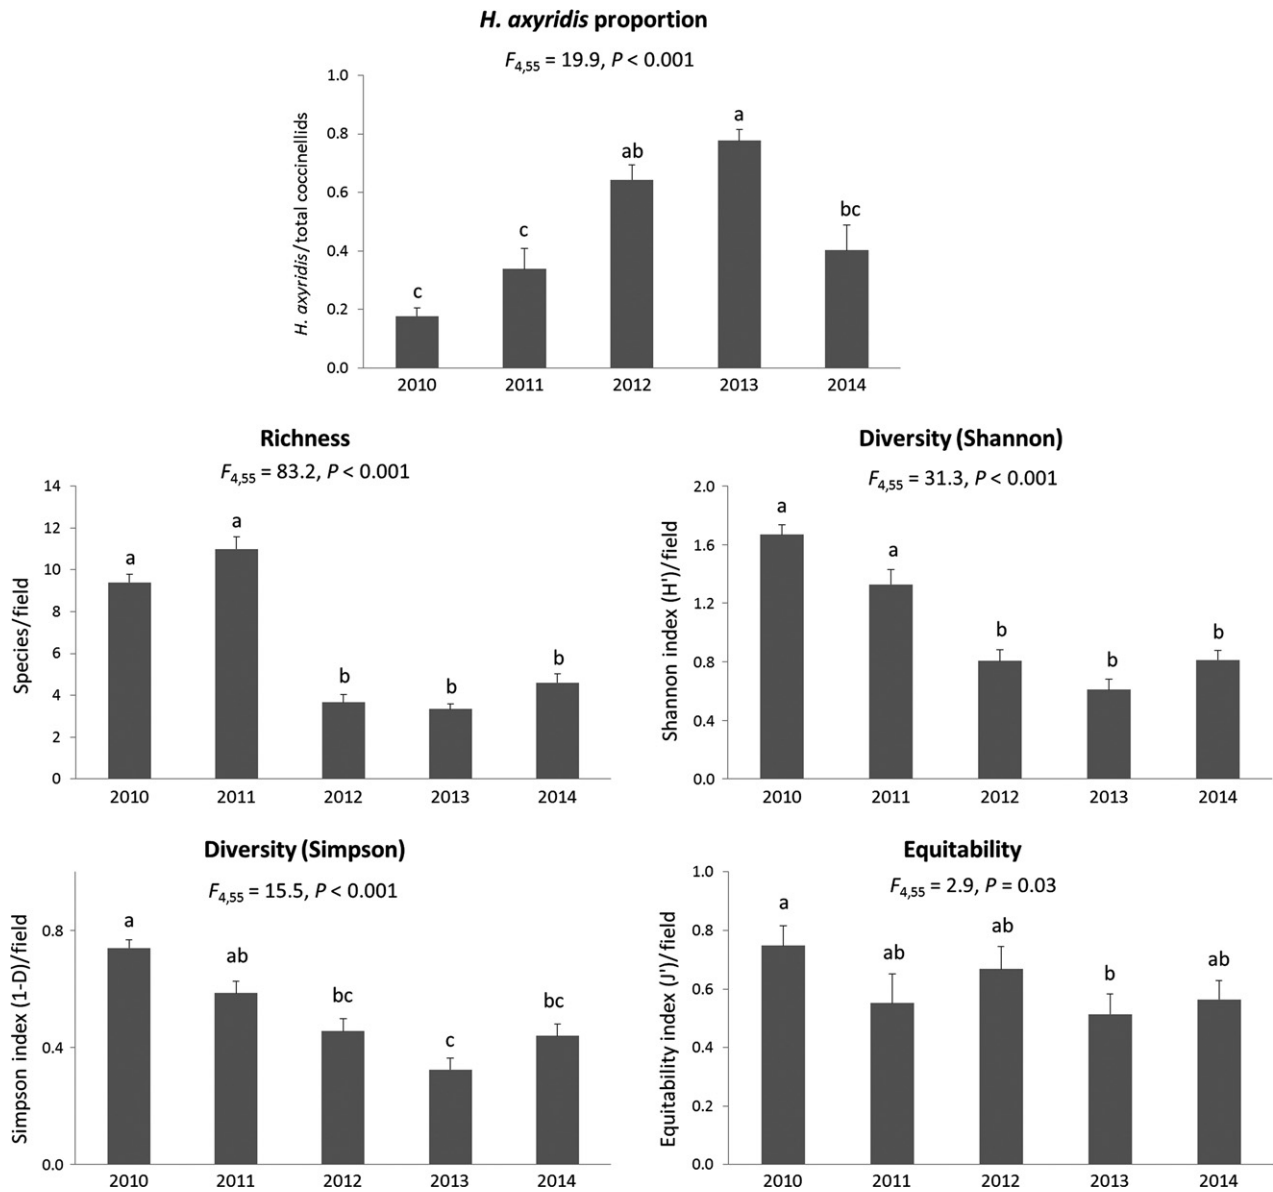 H. axyridis proportion
F4,55 = 19.9, P < 0.001
H. axyridis/total coccinellids
1.0
0.8
0.6
0.4
0.2
0.0
c
c
ab
a
bc
2010
2011
2012
2013
2014
Richness
F4,55 = 83.2, P < 0.001
Species/field
14
12
10
8
6
4
2
0
a
a
b
b
b
2010
2011
2012
2013
2014
Diversity (Shannon)
F4,55 = 31.3, P < 0.001
Shannon index (H')/field
2.0
1.6
1.2
0.8
0.4
0.0
a
a
b
b
b
2010
2011
2012
2013
2014
Diversity (Simpson)
F4,55 = 15.5, P < 0.001
Simpson index (1-D)/field
0.8
0.4
0.0
a
ab
bc
c
bc
2010
2011
2012
2013
2014
Equitability
F4,55 = 2.9, P = 0.03
Equitability index (J')/field
1.0
0.8
0.6
0.4
0.2
0.0
a
ab
ab
b
ab
2010
2011
2012
2013
2014